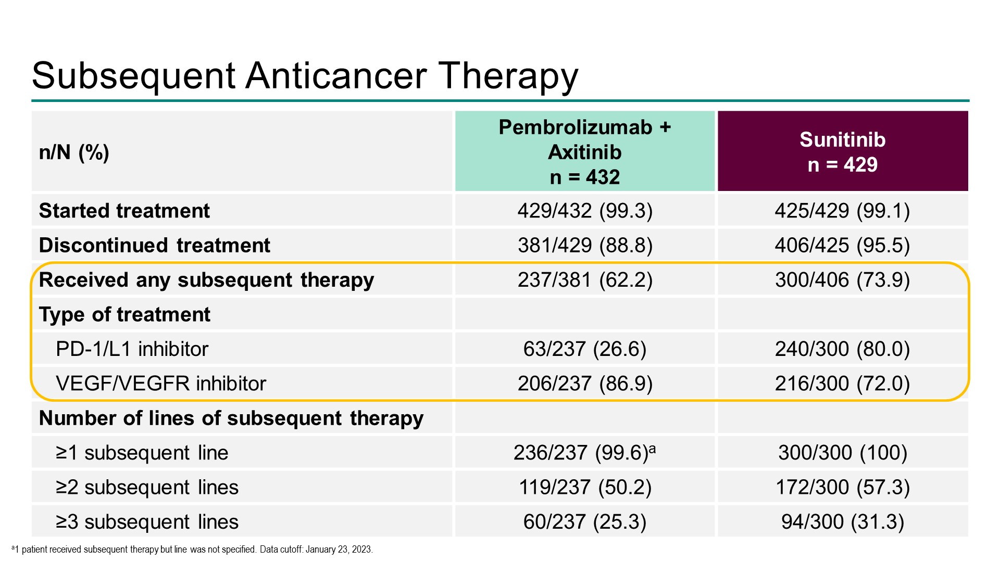 Subsequent Anticancer Therapy
n/N (%)
Pembrolizumab +
Axitinib
n = 432
Sunitinib
n = 429
Started treatment 429/432 (99.3) 425/429 (99.1)
Discontinued treatment 381/429 (88.8) 406/425 (95.5)
Received any subsequent therapy 237/381 (62.2) 300/406 (73.9)
Type of treatment
PD-1/L1 inhibitor 63/237 (26.6) 240/300 (80.0)
VEGF/VEGFR inhibitor 206/237 (86.9) 216/300 (72.0)
Number of lines of subsequent therapy
≥1 subsequent line 236/237 (99.6)ᵃ 300/300 (100)
≥2 subsequent lines 119/237 (50.2) 172/300 (57.3)
≥3 subsequent lines 60/237 (25.3) 94/300 (31.3)
ᵃ1 patient received subsequent therapy but line was not specified. Data cutoff: January 23, 2023.